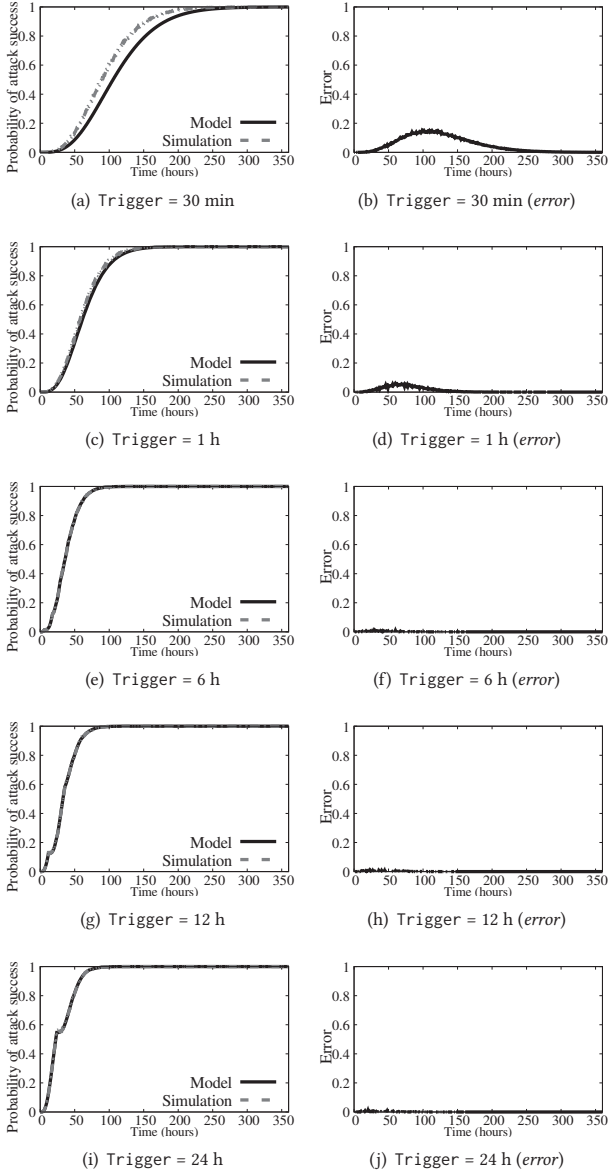 Probability of attack success
1
0.8
0.6
0.4
0.2
0
0 50 100 150 200 250 300 350
Time (hours)
Model
Simulation
(a) Trigger = 30 min
Error
1
0.8
0.6
0.4
0.2
0
0 50 100 150 200 250 300 350
Time (hours)
(b) Trigger = 30 min (error)
Probability of attack success
1
0.8
0.6
0.4
0.2
0
0 50 100 150 200 250 300 350
Time (hours)
Model
Simulation
(c) Trigger = 1 h
Error
1
0.8
0.6
0.4
0.2
0
0 50 100 150 200 250 300 350
Time (hours)
(d) Trigger = 1 h (error)
Probability of attack success
1
0.8
0.6
0.4
0.2
0
0 50 100 150 200 250 300 350
Time (hours)
Model
Simulation
(e) Trigger = 6 h
Error
1
0.8
0.6
0.4
0.2
0
0 50 100 150 200 250 300 350
Time (hours)
(f) Trigger = 6 h (error)
Probability of attack success
1
0.8
0.6
0.4
0.2
0
0 50 100 150 200 250 300 350
Time (hours)
Model
Simulation
(g) Trigger = 12 h
Error
1
0.8
0.6
0.4
0.2
0
0 50 100 150 200 250 300 350
Time (hours)
(h) Trigger = 12 h (error)
Probability of attack success
1
0.8
0.6
0.4
0.2
0
0 50 100 150 200 250 300 350
Time (hours)
Model
Simulation
(i) Trigger = 24 h
Error
1
0.8
0.6
0.4
0.2
0
0 50 100 150 200 250 300 350
Time (hours)
(j) Trigger = 24 h (error)